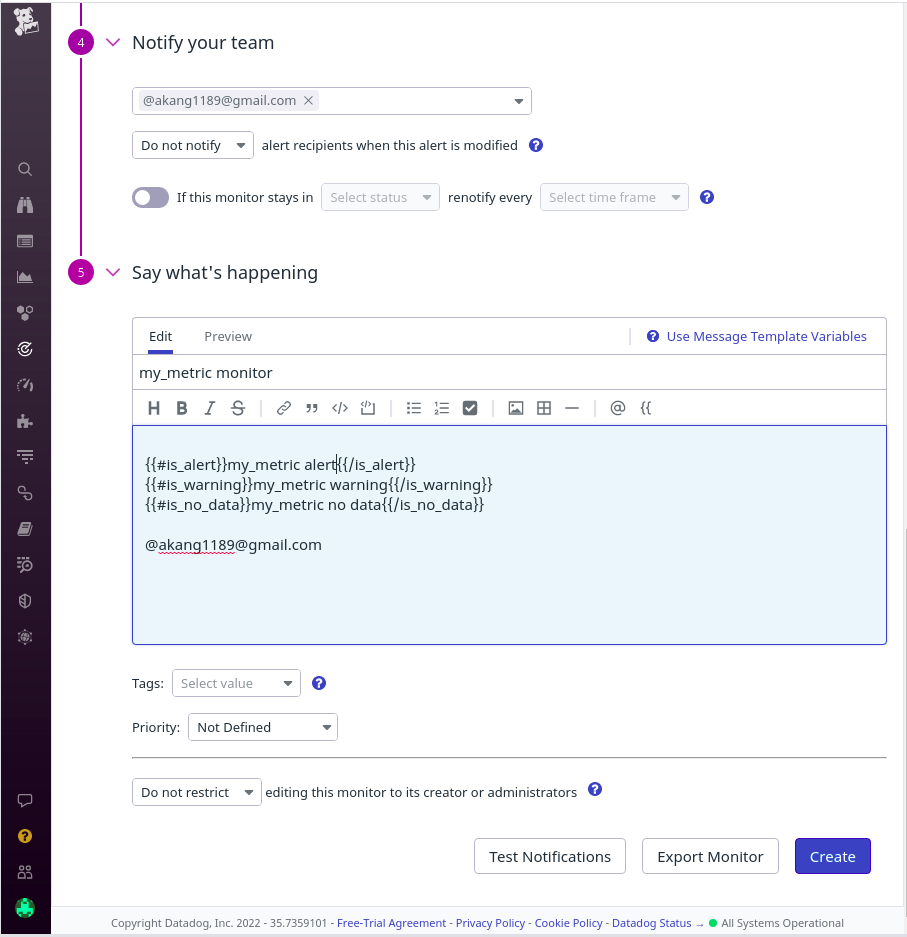 4 Notify your team
@akang1189@gmail.com ×
Do not notify alert recipients when this alert is modified ?
If this monitor stays in Select status renotify every Select time frame ?
5 Say what's happening
Edit Preview ? Use Message Template Variables
my_metric monitor
H B I S </> @ {{
{{#is_alert}}my_metric alert{{/is_alert}}
{{#is_warning}}my_metric warning{{/is_warning}}
{{#is_no_data}}my_metric no data{{/is_no_data}}
@akang1189@gmail.com
Tags: Select value ?
Priority: Not Defined
Do not restrict editing this monitor to its creator or administrators ?
Test Notifications Export Monitor Create
Copyright Datadog, Inc. 2022 - 35.7359101 - Free-Trial Agreement - Privacy Policy - Cookie Policy - Datadog Status → All Systems Operational